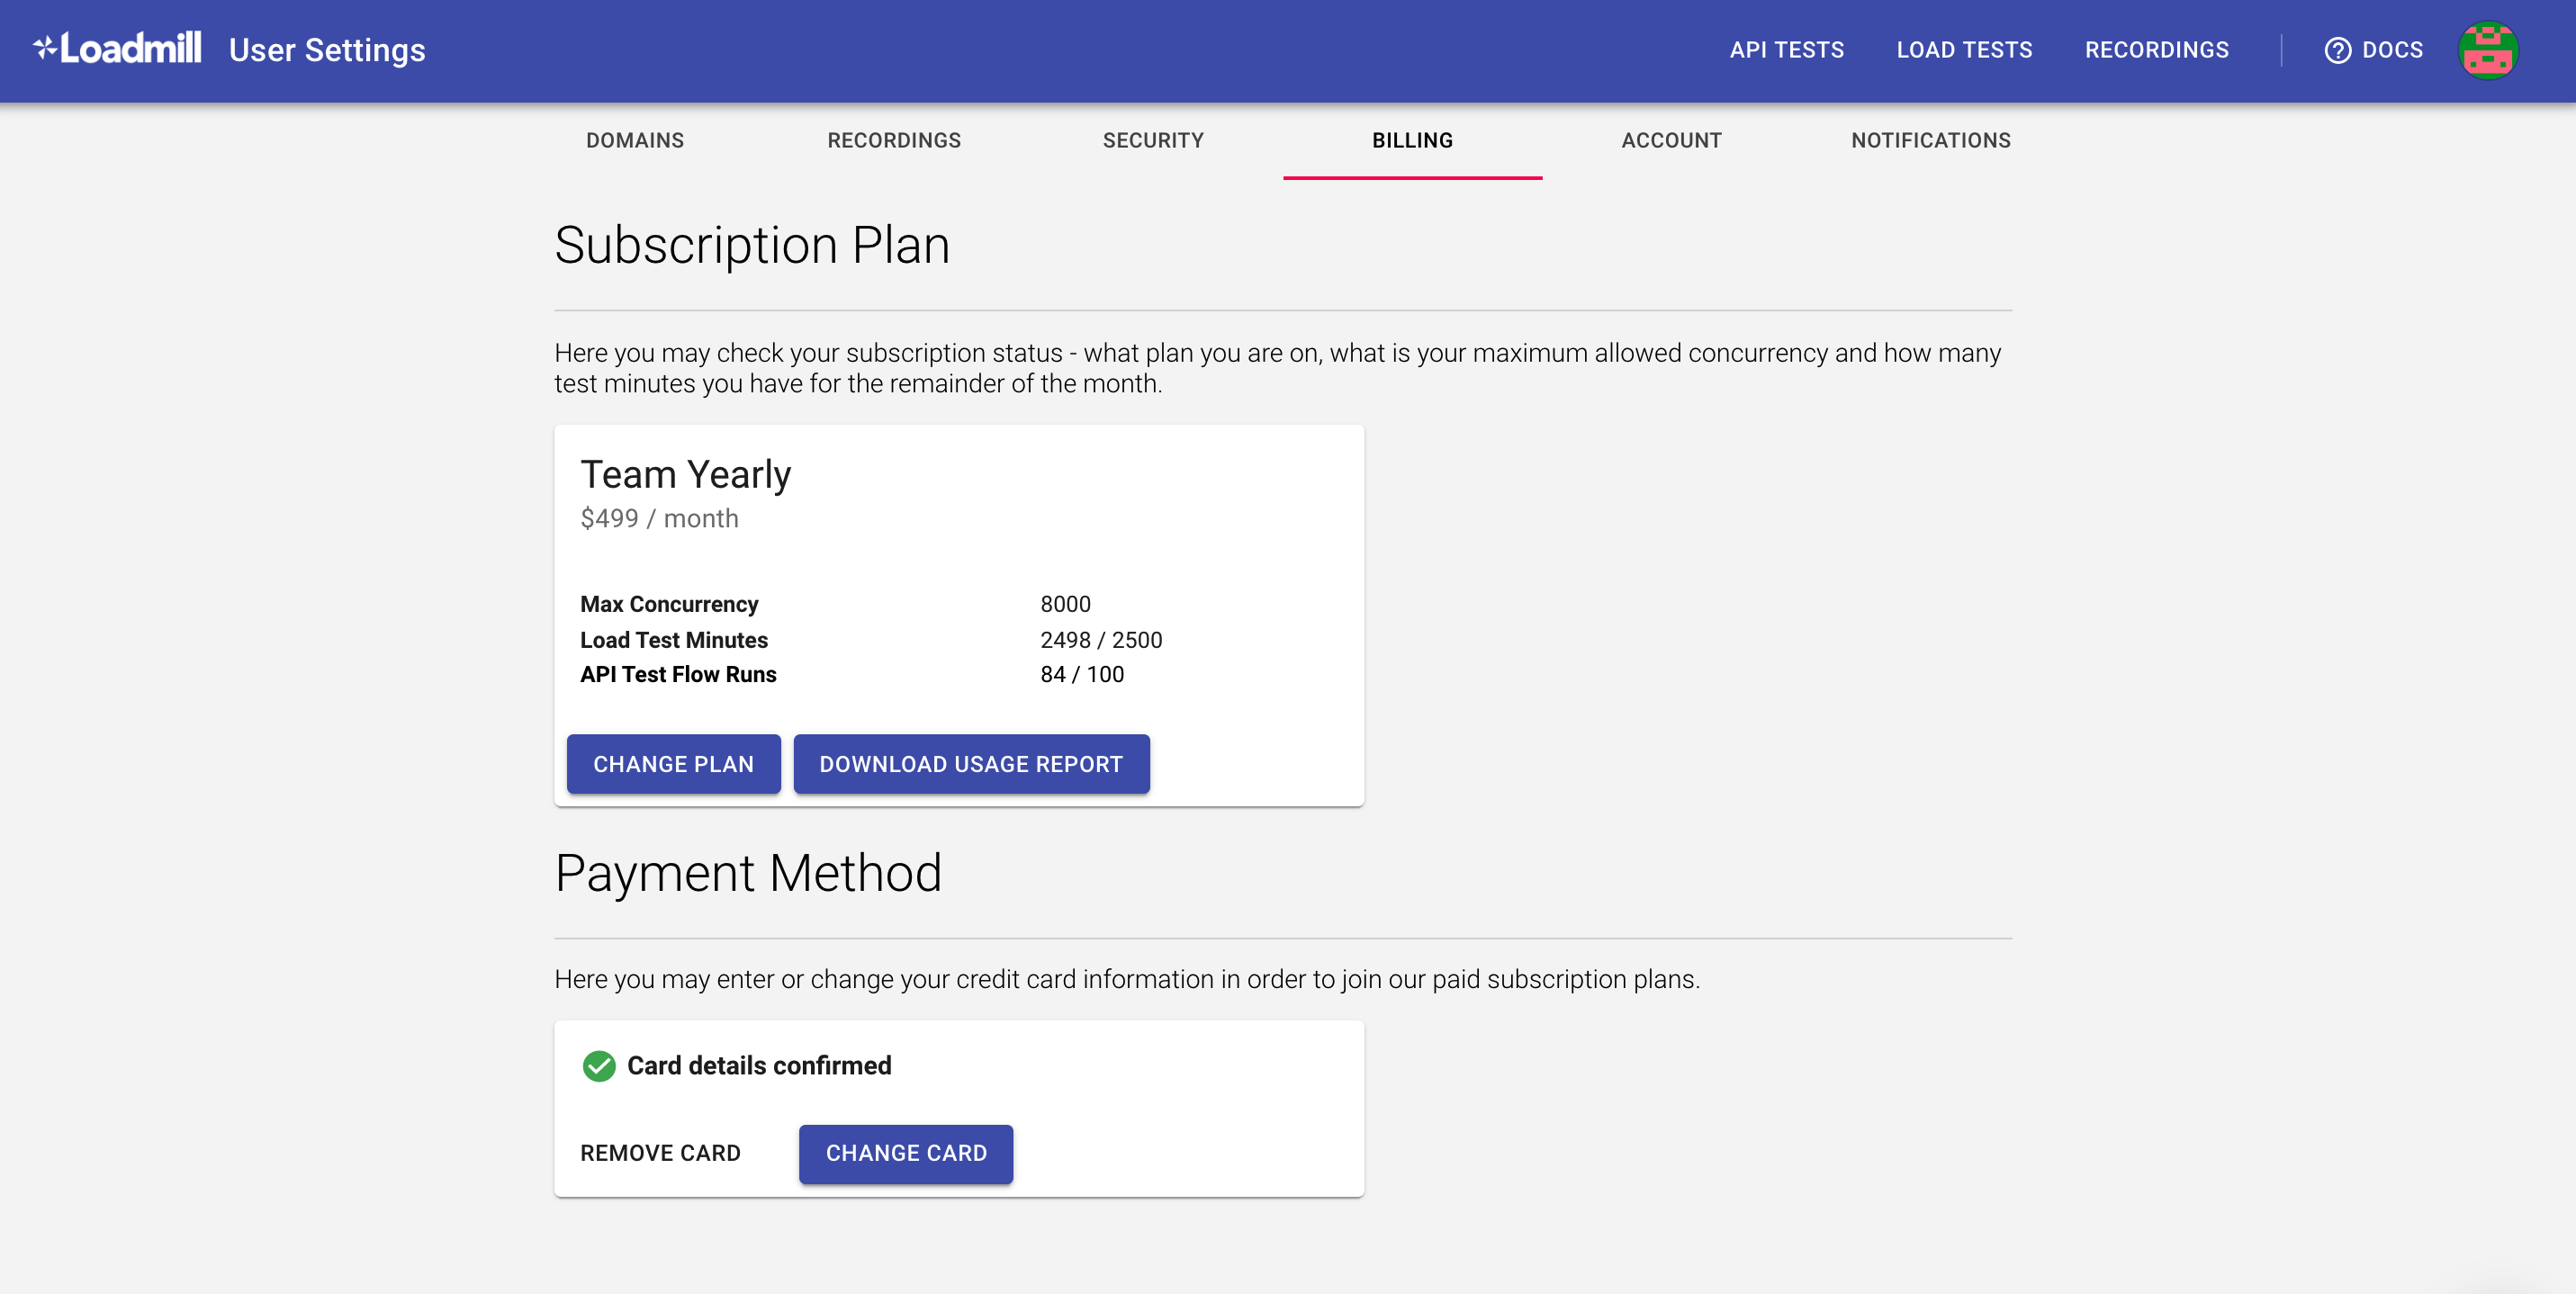 Loadmill User Settings API TESTS LOAD TESTS RECORDINGS DOCS
DOMAINS RECORDINGS SECURITY BILLING ACCOUNT NOTIFICATIONS
Subscription Plan
Here you may check your subscription status - what plan you are on, what is your maximum allowed concurrency and how many
test minutes you have for the remainder of the month.
Team Yearly
$499 / month
Max Concurrency 8000
Load Test Minutes 2498 / 2500
API Test Flow Runs 84 / 100
CHANGE PLAN DOWNLOAD USAGE REPORT
Payment Method
Here you may enter or change your credit card information in order to join our paid subscription plans.
Card details confirmed
REMOVE CARD CHANGE CARD